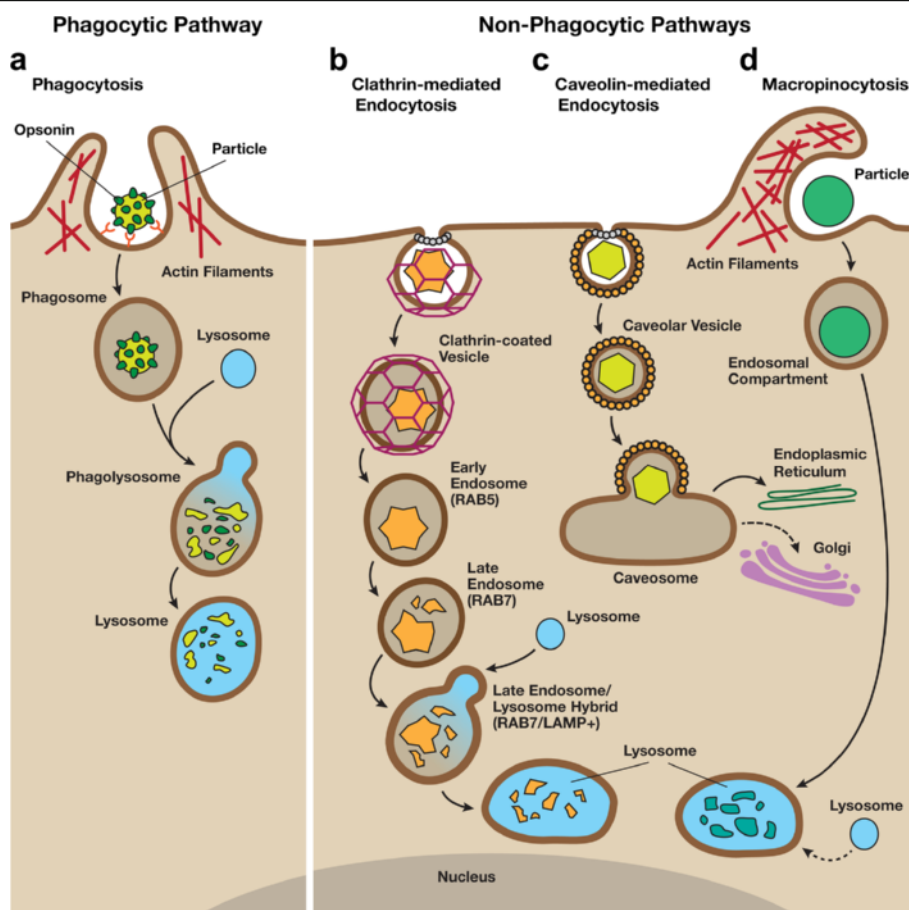 Phagocytic Pathway
Non-Phagocytic Pathways
a
Phagocytosis
Opsonin
Particle
Actin Filaments
Phagosome
Lysosome
Phagolysosome
Lysosome
b
Clathrin-mediated
Endocytosis
Clathrin-coated
Vesicle
Early
Endosome
(RAB5)
Late
Endosome
(RAB7)
Lysosome
Late Endosome/
Lysosome Hybrid
(RAB7/LAMP+)
Lysosome
c
Caveolin-mediated
Endocytosis
Caveolar Vesicle
Caveosome
Endoplasmic
Reticulum
Golgi
d
Macropinocytosis
Particle
Actin Filaments
Endosomal
Compartment
Lysosome
Nucleus